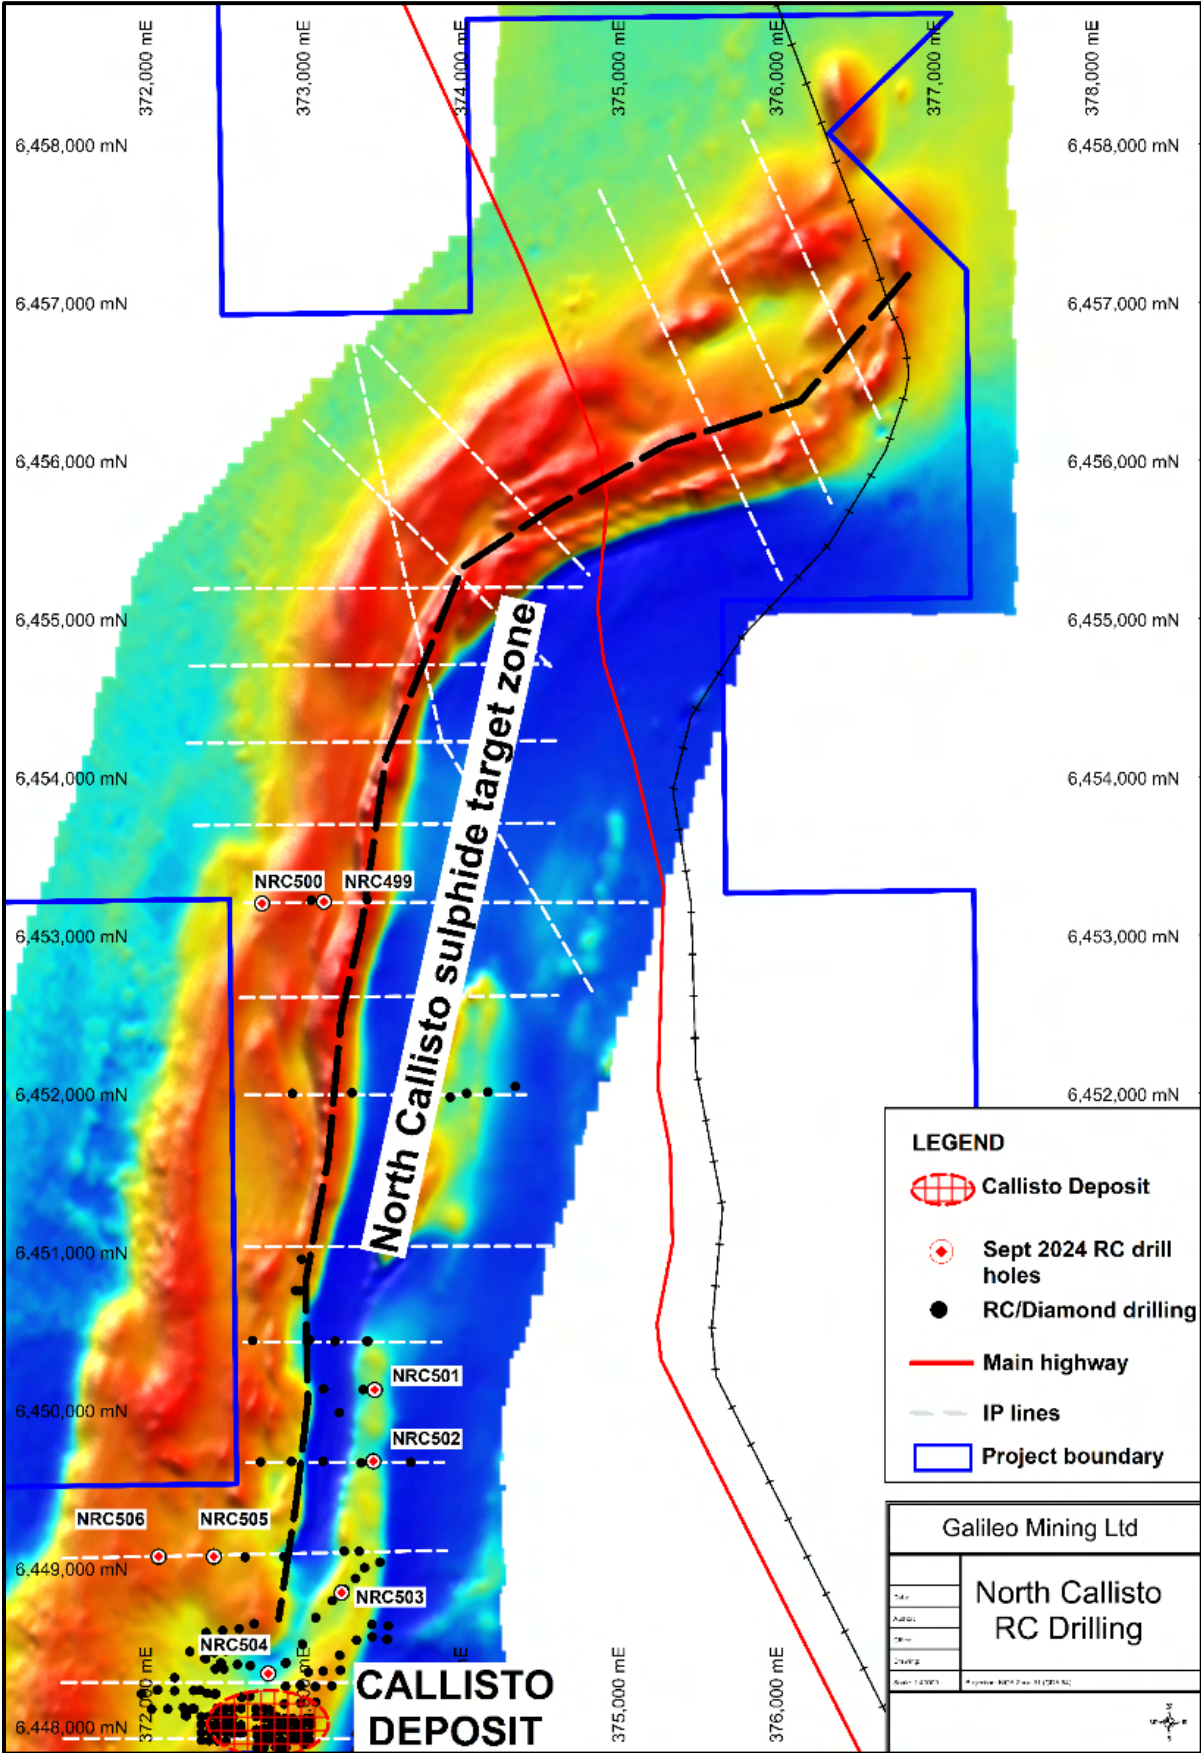 372,000 mE
373,000 mE
374,000 mE
375,000 mE
376,000 mE
377,000 mE
378,000 mE
6,458,000 mN
6,458,000 mN
6,457,000 mN
6,457,000 mN
6,456,000 mN
6,456,000 mN
6,455,000 mN
6,455,000 mN
6,454,000 mN
6,454,000 mN
North Callisto sulphide target zone
NRC500
NRC499
6,453,000 mN
6,453,000 mN
6,452,000 mN
6,452,000 mN
6,451,000 mN
NRC501
6,450,000 mN
NRC502
NRC506
NRC505
6,449,000 mN
NRC503
NRC504
372,000 mE
mE
mE
375,000 mE
376,000 mE
CALLISTO
DEPOSIT
6,448,000 mN
LEGEND
Callisto Deposit
Sept 2024 RC drill
holes
RC/Diamond drilling
Main highway
IP lines
Project boundary
Galileo Mining Ltd
North Callisto
RC Drilling